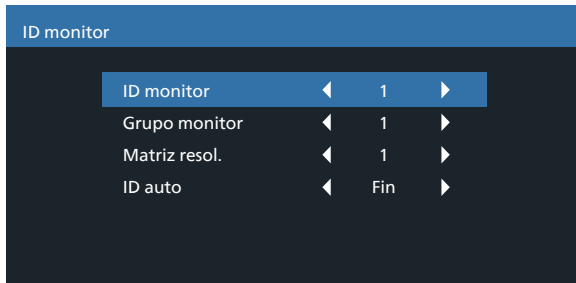 ID monitor
ID monitor 1
Grupo monitor 1
Matriz resol. 1
ID auto Fin